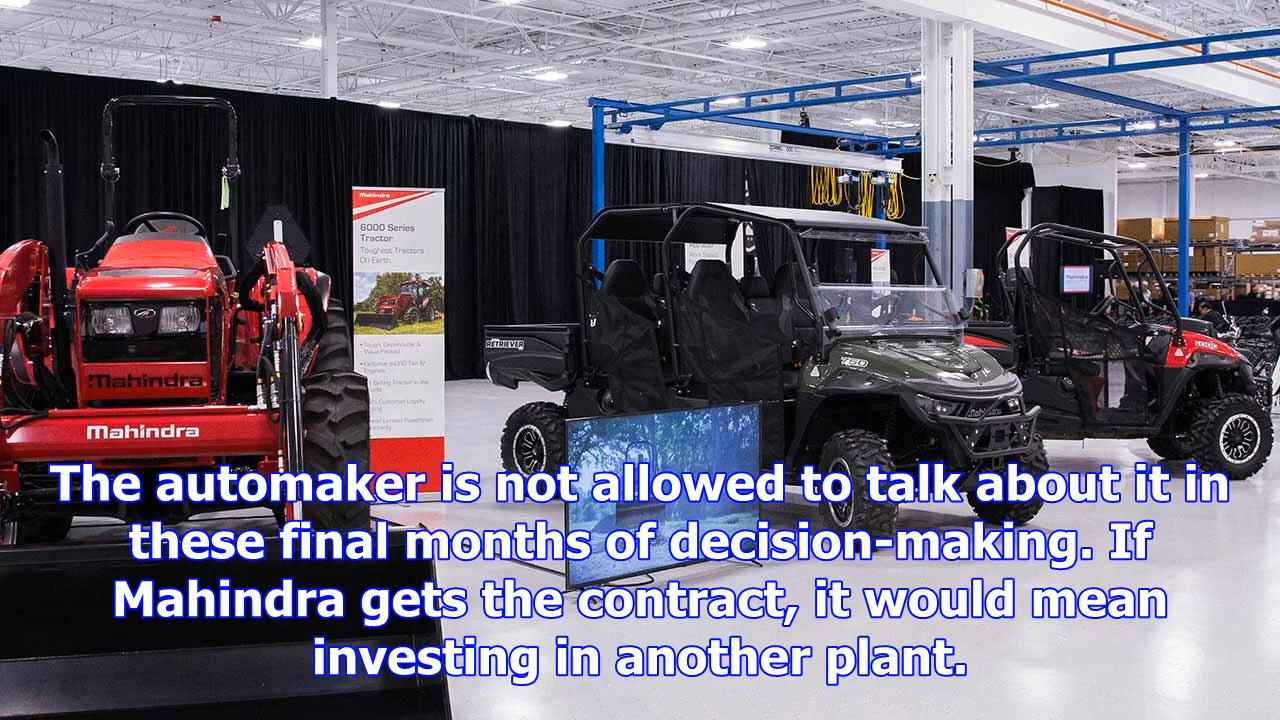 Mahindra
6000 Series
Tractor
Toughest Tractors
On Earth.
Mahindra
Mahindra
RETRIEVER
750
The automaker is not allowed to talk about it in
these final months of decision-making. If
Mahindra gets the contract, it would mean
investing in another plant.